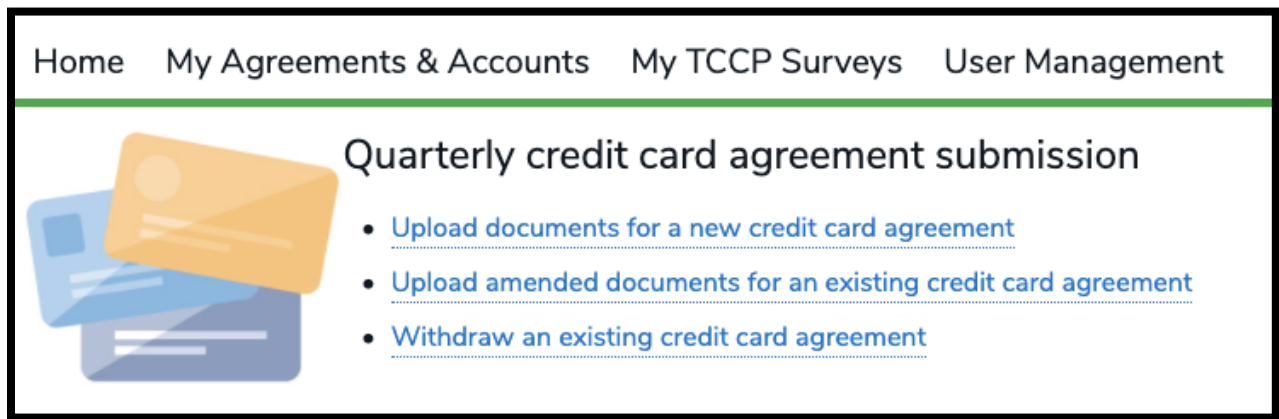 Home My Agreements & Accounts My TCCP Surveys User Management
Quarterly credit card agreement submission
• Upload documents for a new credit card agreement
• Upload amended documents for an existing credit card agreement
• Withdraw an existing credit card agreement